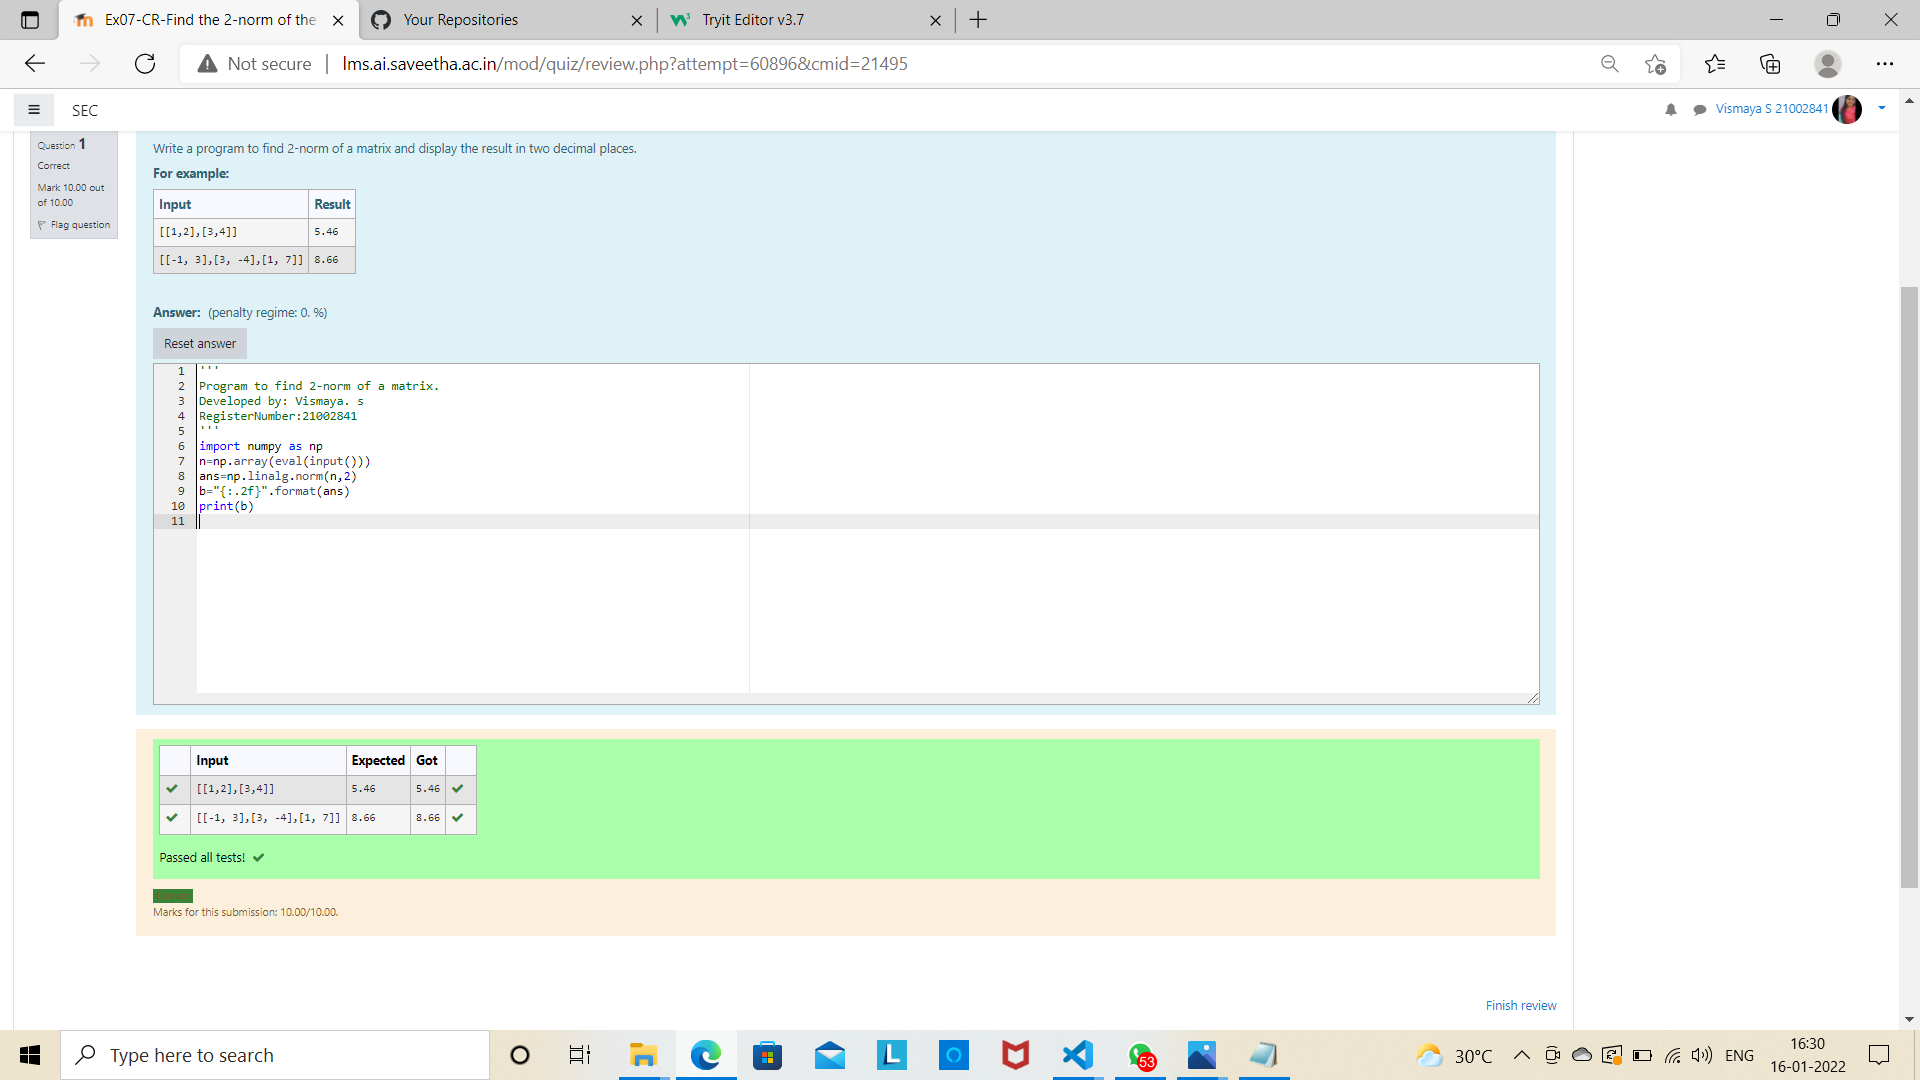 Ex07-CR-Find the 2-norm of the
Your Repositories
Tryit Editor v3.7
Not secure
lms.ai.saveetha.ac.in/mod/quiz/review.php?attempt=60896&cmid=21495
SEC
Vismaya S 21002841
Question 1
Correct
Mark 10.00 out
of 10.00
Flag question
Write a program to find 2-norm of a matrix and display the result in two decimal places.
For example:
Input Result
[[1,2],[3,4]] 5.46
[[-1, 3],[3, -4],[1, 7]] 8.66
Answer: (penalty regime: 0. %)
Reset answer
1 '''
2 Program to find 2-norm of a matrix.
3 Developed by: Vismaya. s
4 RegisterNumber:21002841
5 '''
6 import numpy as np
7 n=np.array(eval(input()))
8 ans=np.linalg.norm(n,2)
9 b="{:.2f}".format(ans)
10 print(b)
11
Input Expected Got
[[1,2],[3,4]] 5.46 5.46
[[-1, 3],[3, -4],[1, 7]] 8.66 8.66
Passed all tests!
Marks for this submission: 10.00/10.00.
Finish review
Type here to search
L
53
30°C
ENG
16:30
16-01-2022